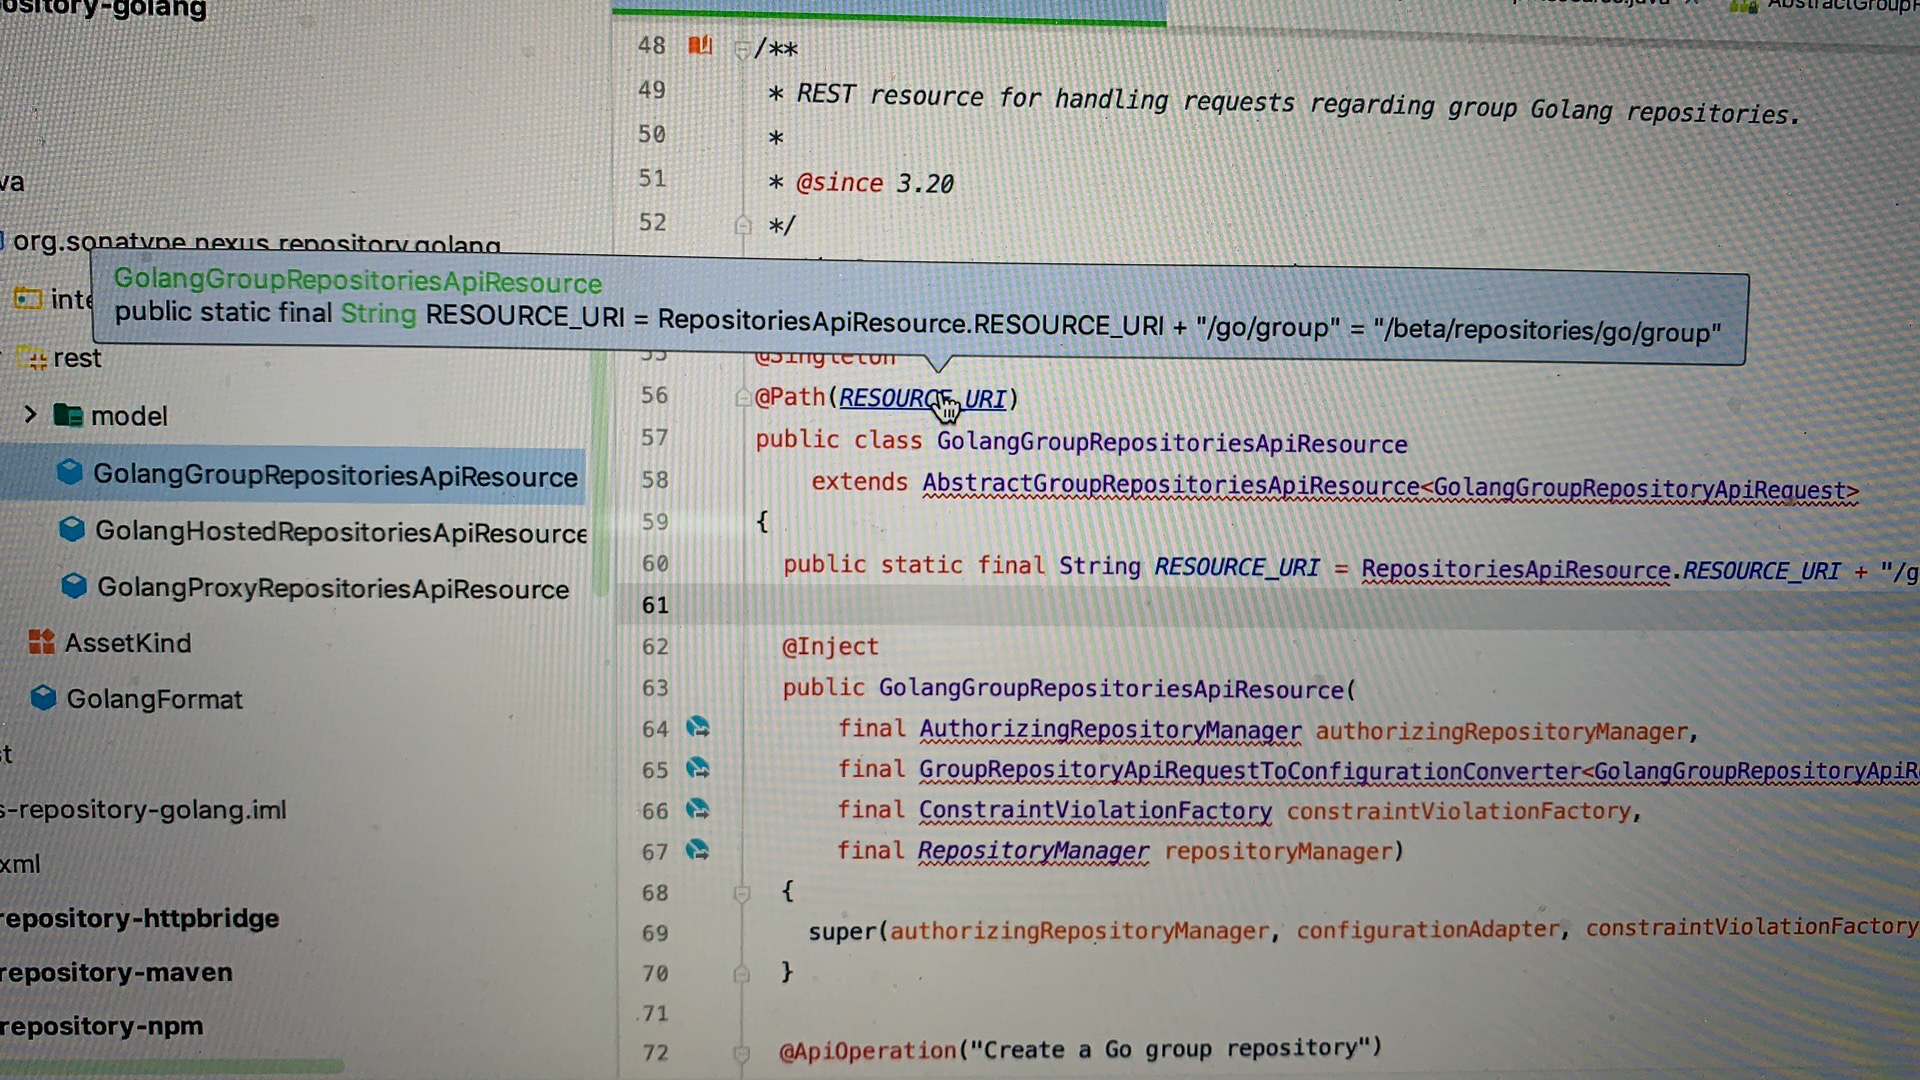 ository-golang
AbstractGroup
48 /**
49 * REST resource for handling requests regarding group Golang repositories.
50 *
51 * @since 3.20
52 */
va
org.sonatype.nexus.repository.golang
inte
rest
model
GolangGroupRepositoriesApiResource
GolangHostedRepositoriesApiResource
GolangProxyRepositoriesApiResource
AssetKind
GolangFormat
st
s-repository-golang.iml
xml
repository-httpbridge
repository-maven
repository-npm
GolangGroupRepositoriesApiResource
public static final String RESOURCE_URI = RepositoriesApiResource.RESOURCE_URI + "/go/group" = "/beta/repositories/go/group"
55 @Singleton
56 @Path(RESOURCE_URI)
57 public class GolangGroupRepositoriesApiResource
58 extends AbstractGroupRepositoriesApiResource<GolangGroupRepositoryApiRequest>
59 {
60 public static final String RESOURCE_URI = RepositoriesApiResource.RESOURCE_URI + "/g
61
62 @Inject
63 public GolangGroupRepositoriesApiResource(
64 final AuthorizingRepositoryManager authorizingRepositoryManager,
65 final GroupRepositoryApiRequestToConfigurationConverter<GolangGroupRepositoryApiR
66 final ConstraintViolationFactory constraintViolationFactory,
67 final RepositoryManager repositoryManager)
68 {
69 super(authorizingRepositoryManager, configurationAdapter, constraintViolationFactory
70 }
71
72 @ApiOperation("Create a Go group repository")